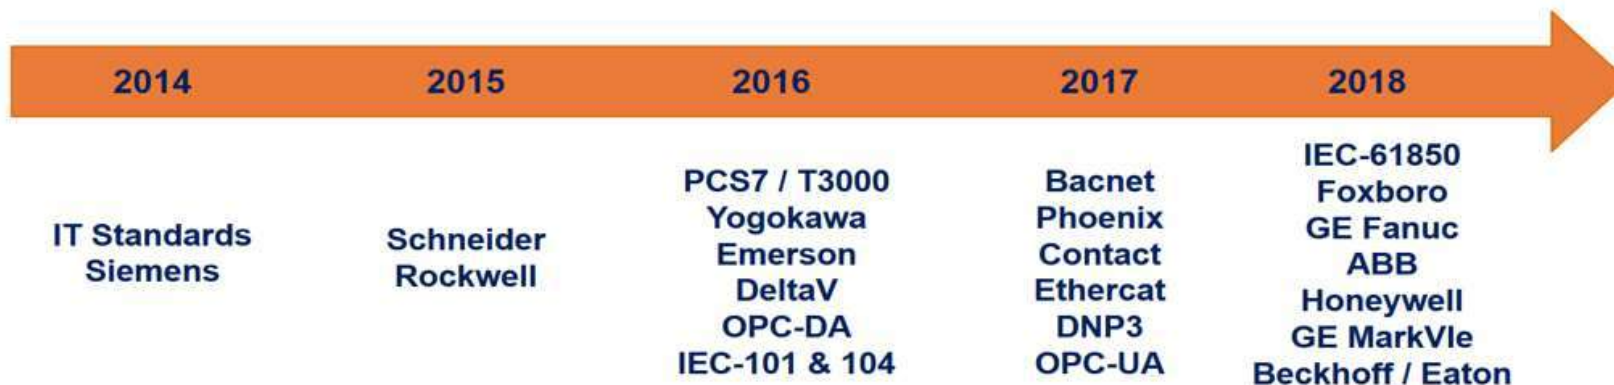 2014 2015 2016 2017 2018
IT Standards
Siemens
Schneider
Rockwell
PCS7 / T3000
Yogokawa
Emerson
DeltaV
OPC-DA
IEC-101 & 104
Bacnet
Phoenix
Contact
Ethercat
DNP3
OPC-UA
IEC-61850
Foxboro
GE Fanuc
ABB
Honeywell
GE MarkVIe
Beckhoff / Eaton